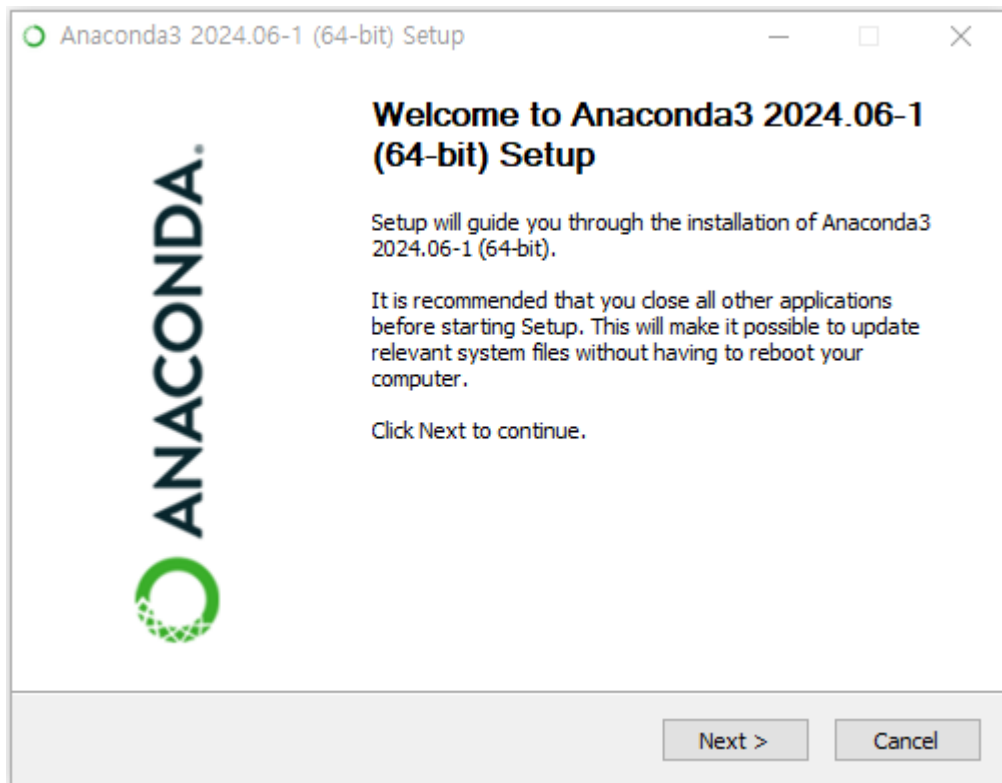 Anaconda3 2024.06-1 (64-bit) Setup
Welcome to Anaconda3 2024.06-1
(64-bit) Setup
ANACONDA.
Setup will guide you through the installation of Anaconda3
2024.06-1 (64-bit).
It is recommended that you close all other applications
before starting Setup. This will make it possible to update
relevant system files without having to reboot your
computer.
Click Next to continue.
Next >
Cancel